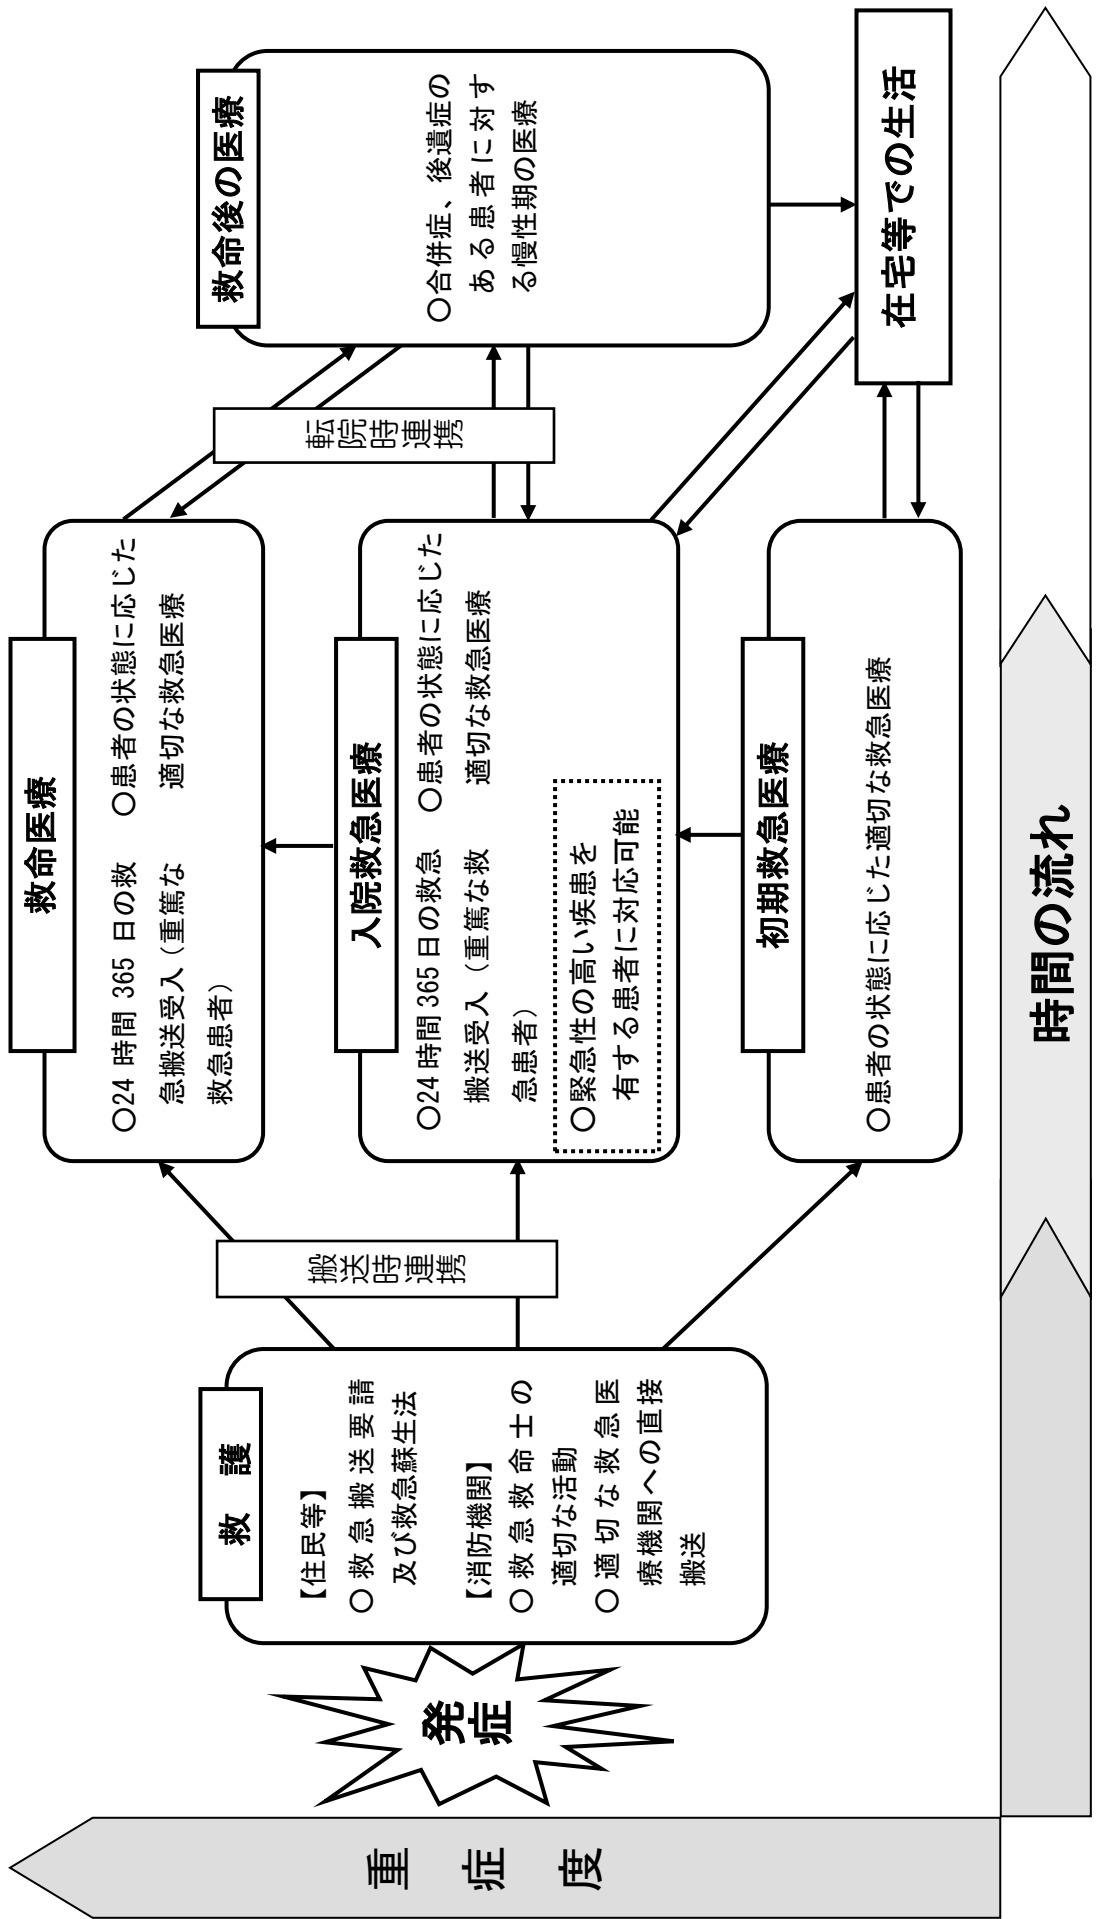 重症度
発
症
救　護
【住民等】
○救急搬送要請
及び救急蘇生法
【消防機関】
○救急救命士の
適切な活動
○適切な救急医
療機関への直接
搬送
搬送時連携
救命医療
○24 時間 365 日の救
急搬送受入（重篤な
救急患者）
○患者の状態に応じた
適切な救急医療
入院救急医療
○24 時間 365 日の救急
搬送受入（重篤な救
急患者）
○患者の状態に応じた
適切な救急医療
○緊急性の高い疾患を
有する患者に対応可能
初期救急医療
○患者の状態に応じた適切な救急医療
転院時連携
救命後の医療
○合併症、後遺症の
ある患者に対す
る慢性期の医療
在宅等での生活
時間の流れ